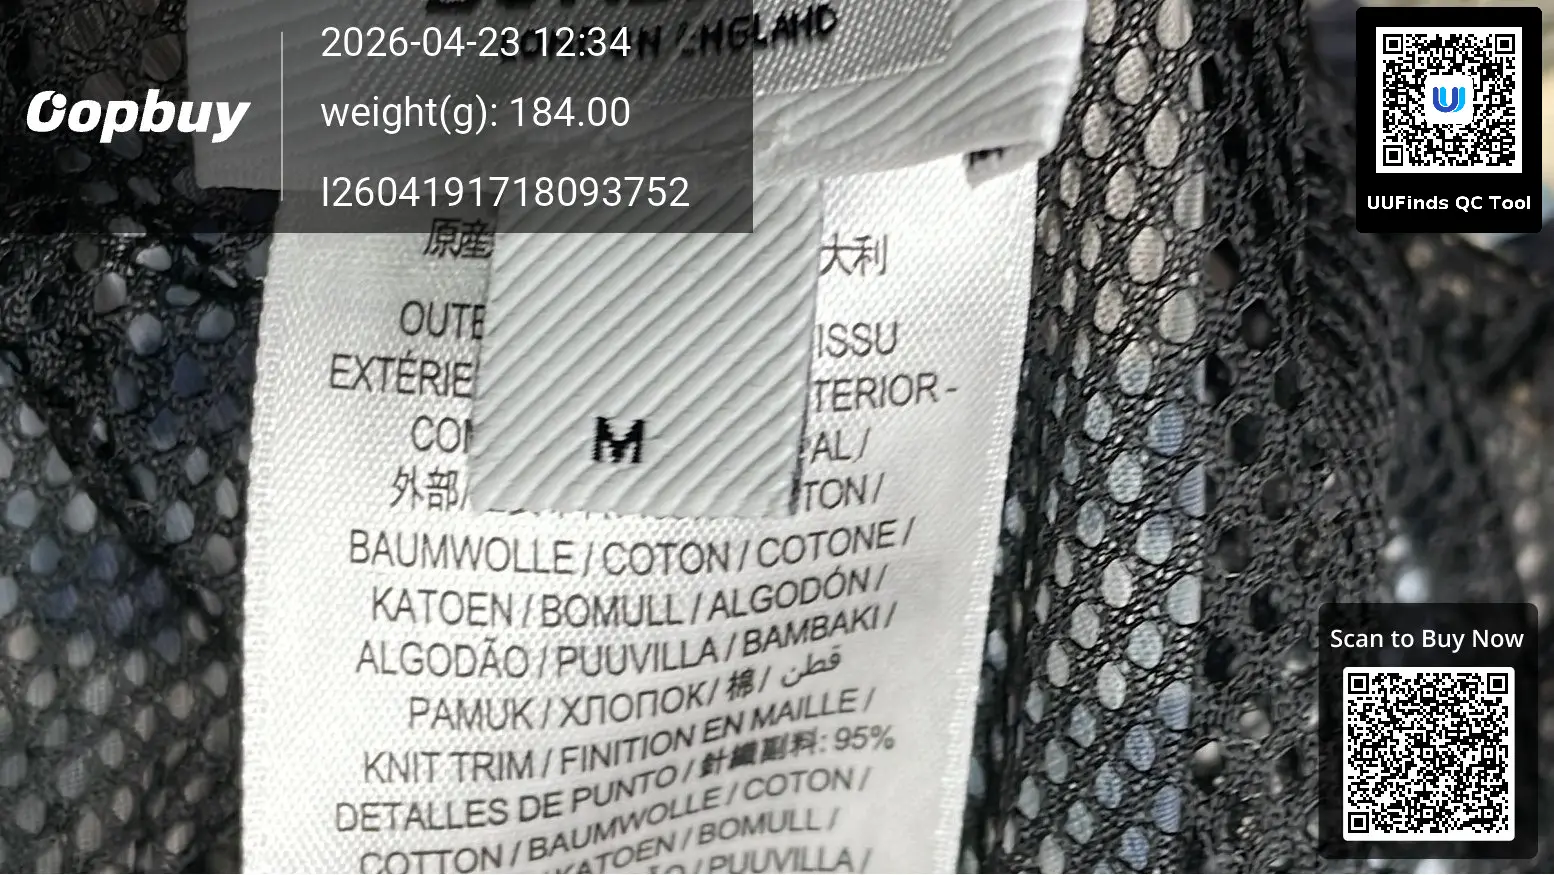 ENGLAND
2026-04-23 12:34
oopbuy
weight(g): 184.00
I2604191718093752
UUFinds QC Tool
原産 大利
OUTE ISSU
EXTÉRIE TERIOR -
CO AL /
M
外部/ TON /
BAUMWOLLE / COTON / COTONE /
KATOEN / BOMULL / ALGODÓN /
ALGODÃO / PUUVILLA / BAMBAKI /
PAMUK / ХЛОПОК / 棉 / قطن
KNIT TRIM / FINITION EN MAILLE /
DETALLES DE PUNTO / 針織副料: 95%
COTTON / BAUMWOLLE / COTON /
KATOEN / BOMULL /
PUUVILLA /
Scan to Buy Now